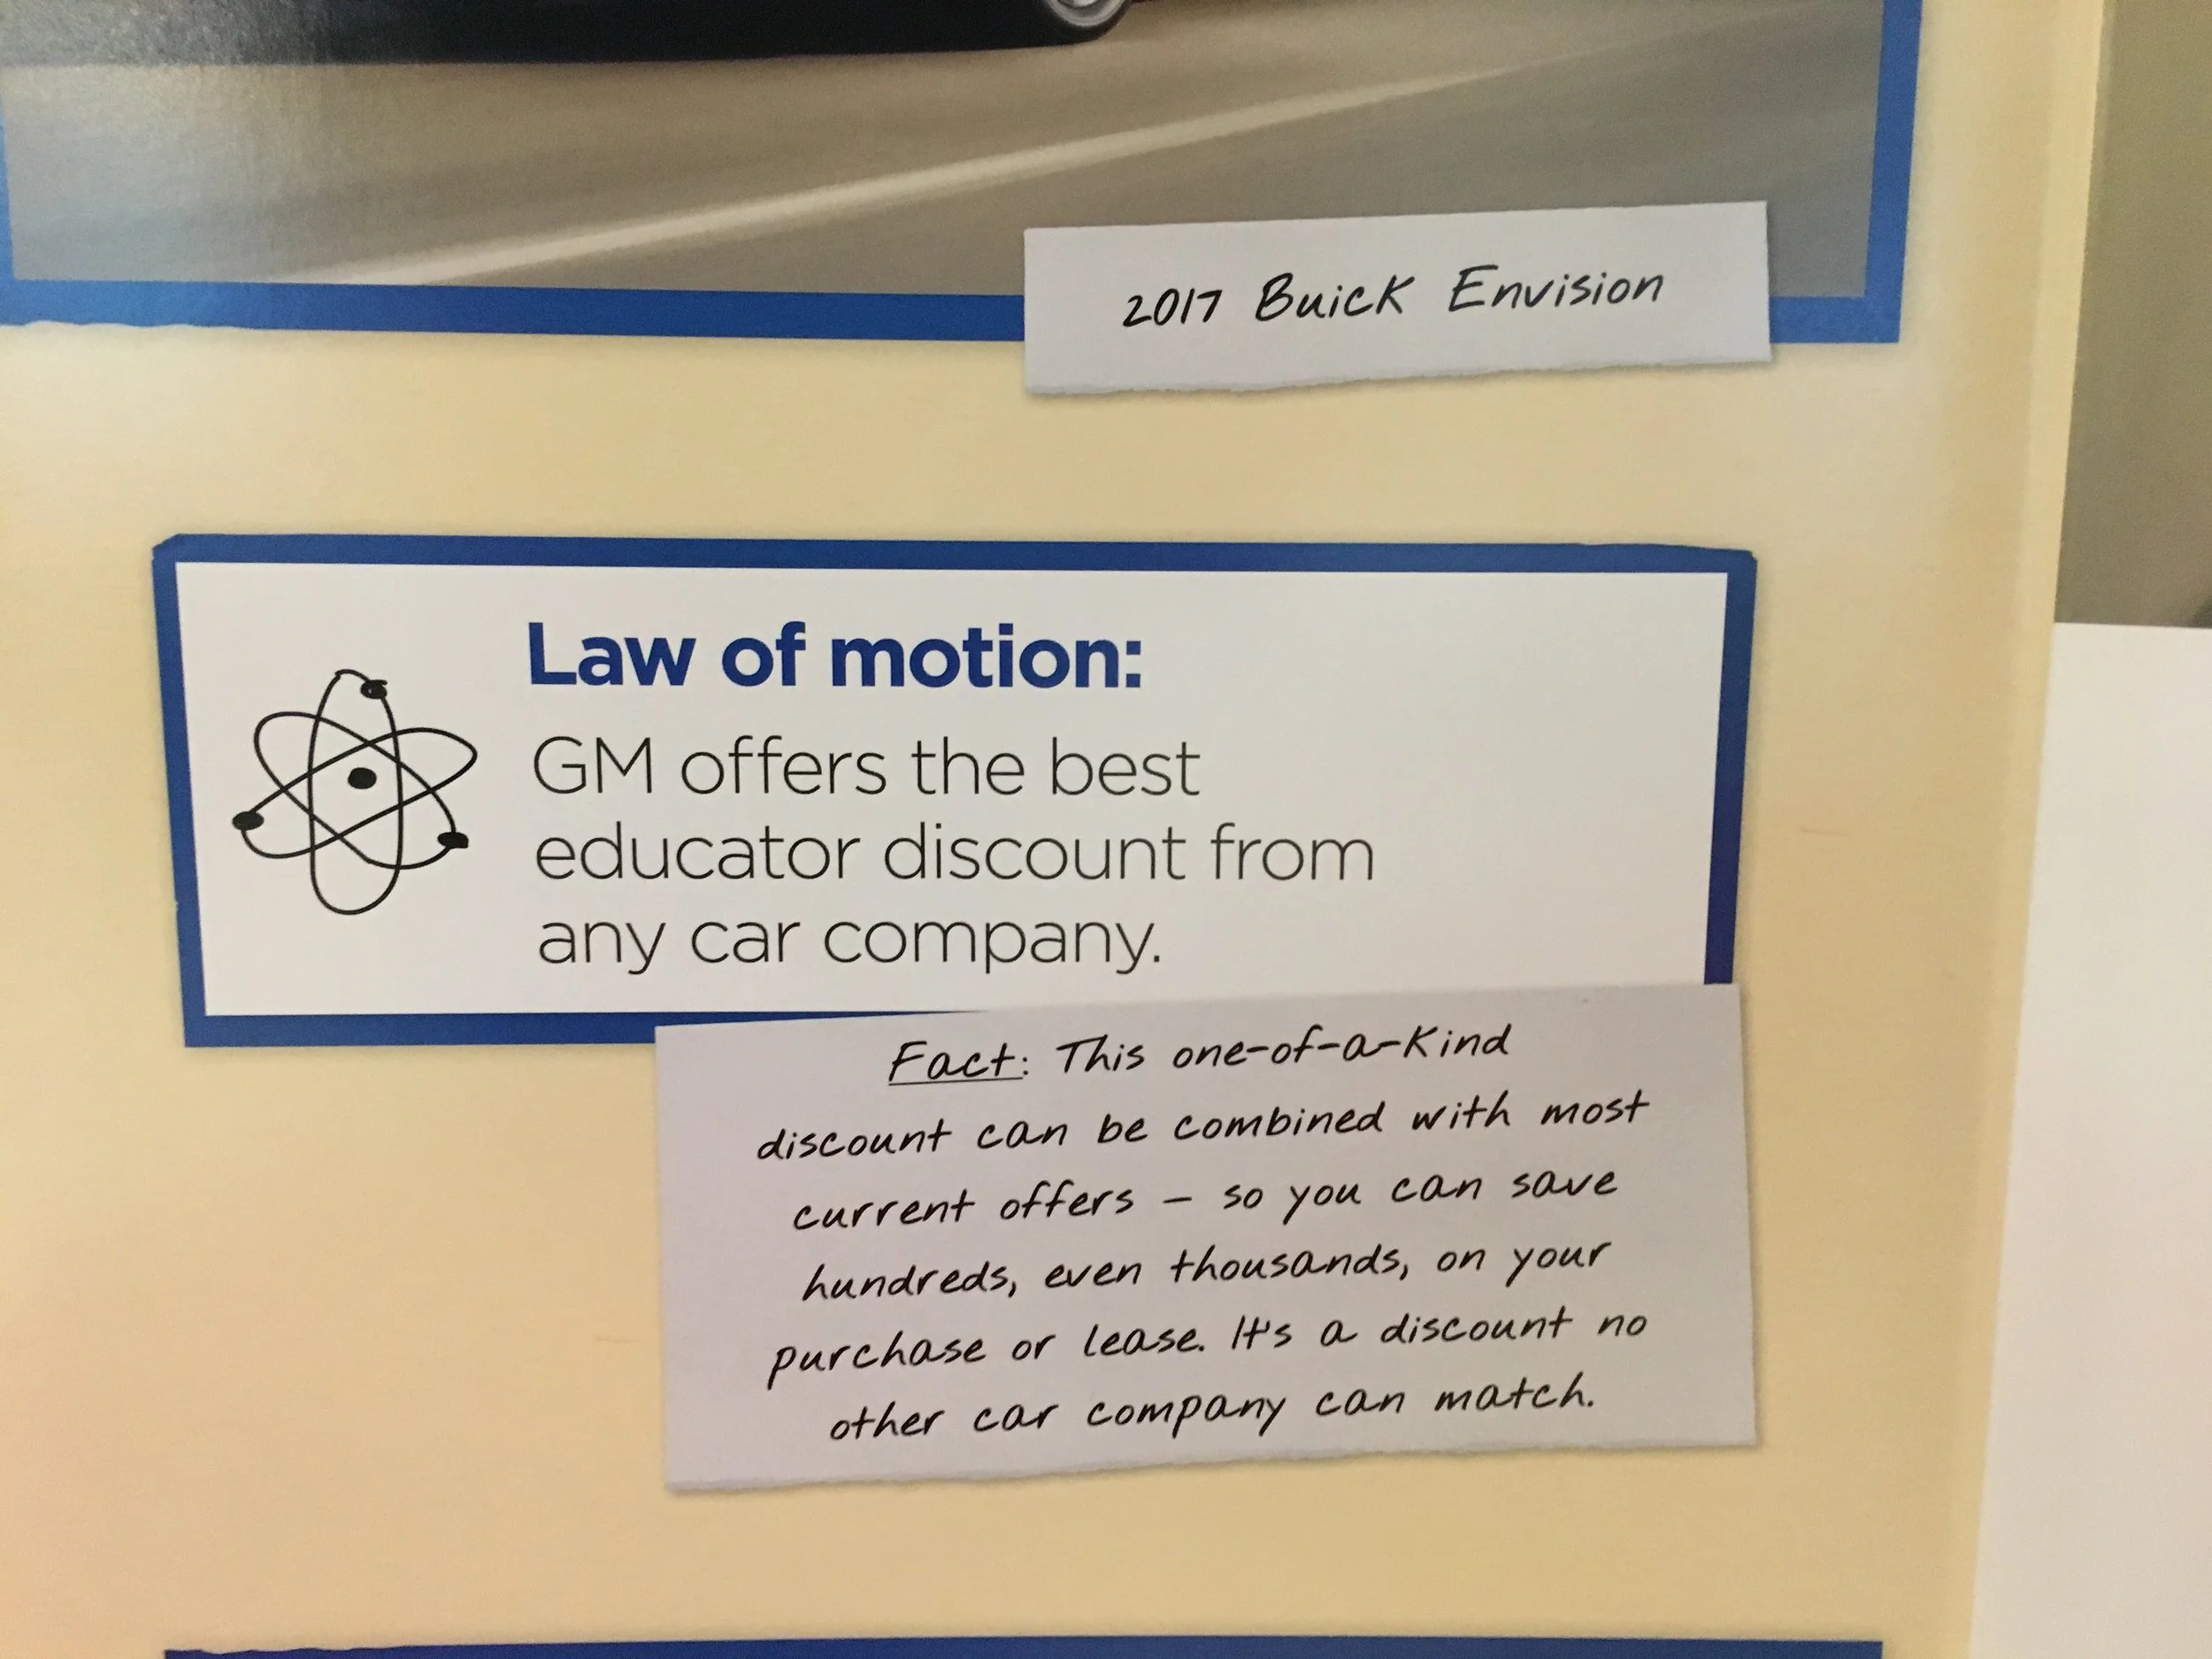 2017 Buick Envision
Law of motion:
GM offers the best
educator discount from
any car company.
Fact: This one-of-a-kind
discount can be combined with most
current offers – so you can save
hundreds, even thousands, on your
purchase or lease. It's a discount no
other car company can match.